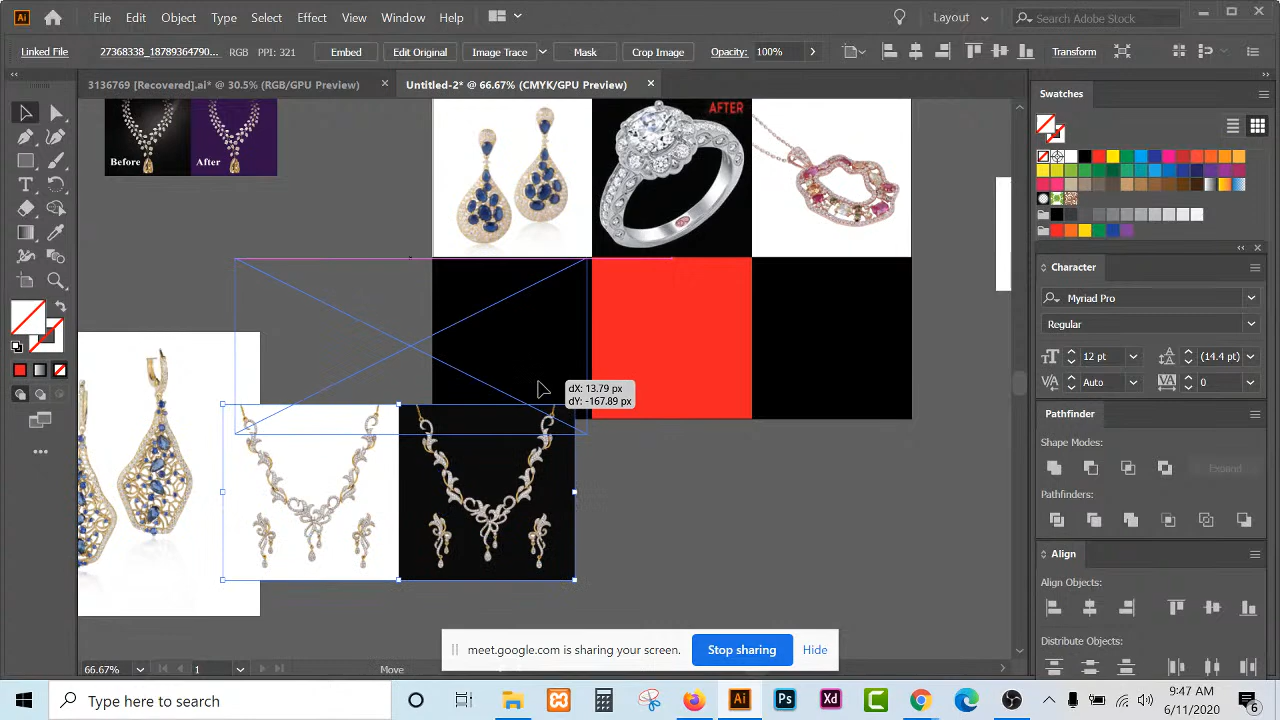 Ai File Edit Object Type Select Effect View Window Help Layout Search Adobe Stock
Linked File 27368338_18789364790... RGB PPI: 321 Embed Edit Original Image Trace Mask Crop Image Opacity: 100% Transform
3136769 [Recovered].ai* @ 30.5% (RGB/GPU Preview) Untitled-2* @ 66.67% (CMYK/GPU Preview)
Swatches
AFTER
Before After
Character
Myriad Pro
Regular
12 pt (14.4 pt)
Auto 0
dX: 13.79 px
dY: -167.89 px
Pathfinder
Shape Modes:
Expand
Pathfinders:
Align
Align Objects:
Distribute Objects:
meet.google.com is sharing your screen. Stop sharing Hide
66.67% 1 Move
Type here to search
Ai Ps Xd C
9:47 AM
6/11/2020
6